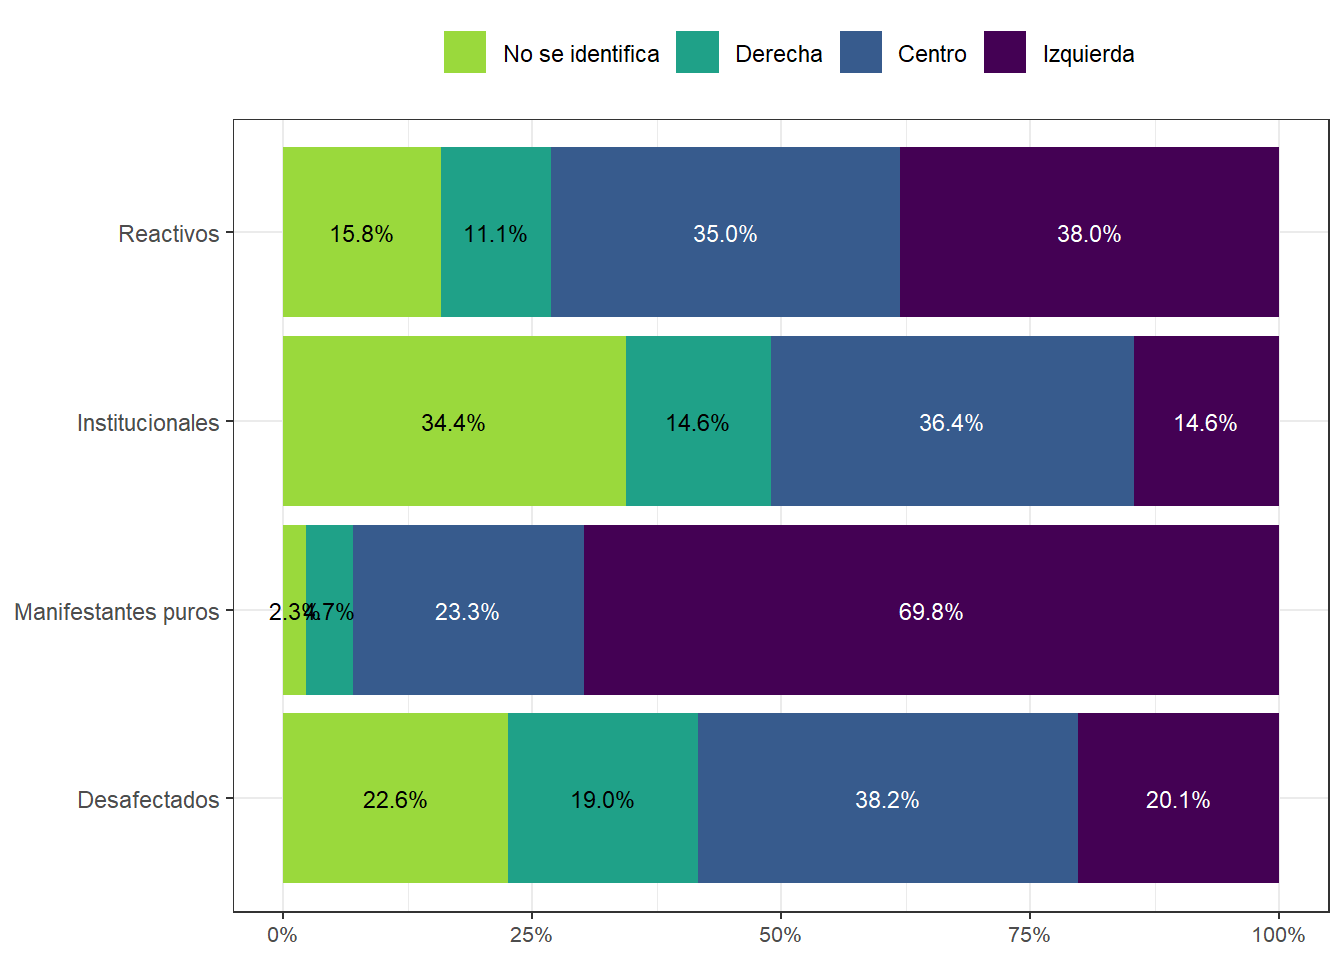 No se identifica Derecha Centro Izquierda
Reactivos 15.8% 11.1% 35.0% 38.0%
Institucionales 34.4% 14.6% 36.4% 14.6%
Manifestantes puros 2.3% 4.7% 23.3% 69.8%
Desafectados 22.6% 19.0% 38.2% 20.1%
0% 25% 50% 75% 100%